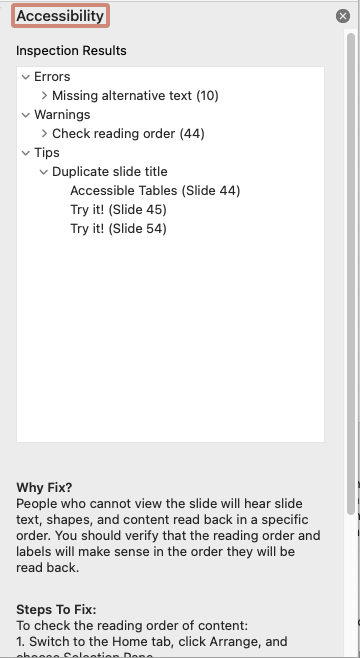 Accessibility
Inspection Results
Errors
Missing alternative text (10)
Warnings
Check reading order (44)
Tips
Duplicate slide title
Accessible Tables (Slide 44)
Try it! (Slide 45)
Try it! (Slide 54)
Why Fix?
People who cannot view the slide will hear slide
text, shapes, and content read back in a specific
order. You should verify that the reading order and
labels will make sense in the order they will be
read back.
Steps To Fix:
To check the reading order of content:
1. Switch to the Home tab, click Arrange, and
choose Selection Pane